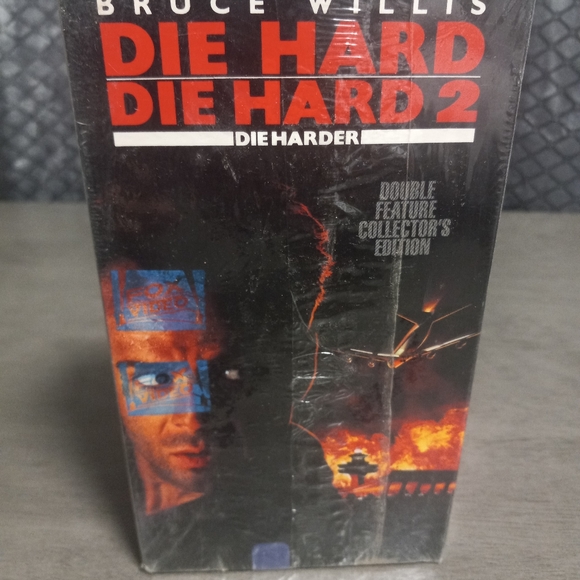 BRUCE WILLIS
DIE HARD
DIE HARD 2
DIE HARDER
DOUBLE
FEATURE
COLLECTOR'S
EDITION